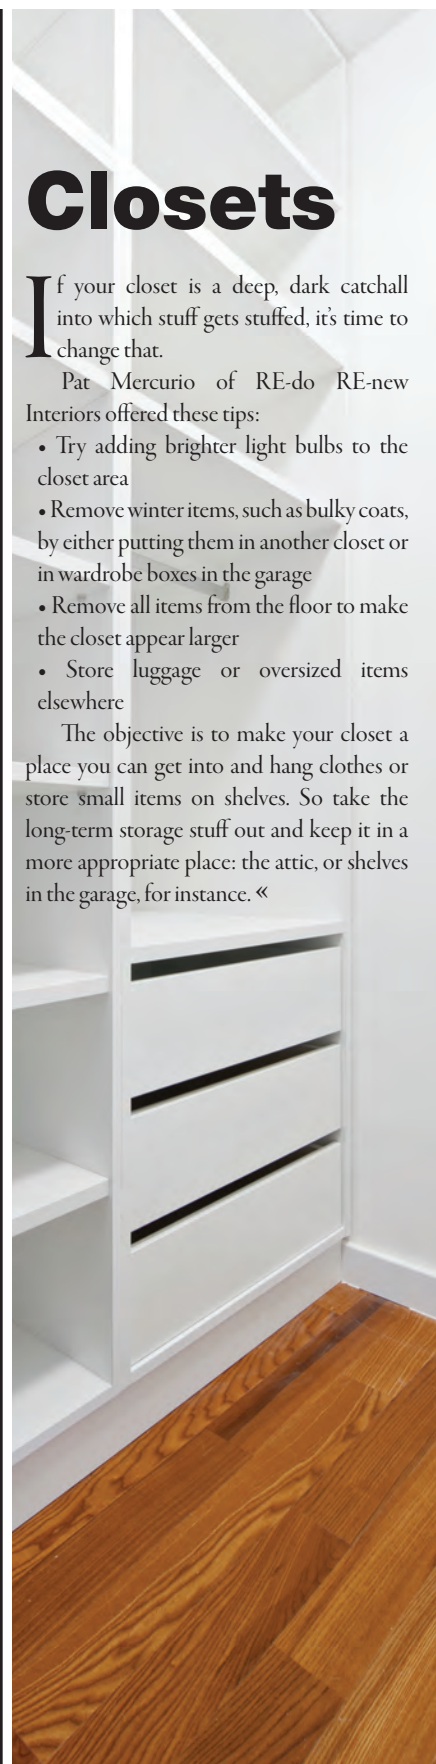 Closets
If your closet is a deep, dark catchall
into which stuff gets stuffed, it's time to
change that.
Pat Mercurio of RE-do RE-new
Interiors offered these tips:
• Try adding brighter light bulbs to the
closet area
• Remove winter items, such as bulky coats,
by either putting them in another closet or
in wardrobe boxes in the garage
• Remove all items from the floor to make
the closet appear larger
• Store luggage or oversized items
elsewhere
The objective is to make your closet a
place you can get into and hang clothes or
store small items on shelves. So take the
long-term storage stuff out and keep it in a
more appropriate place: the attic, or shelves
in the garage, for instance. «